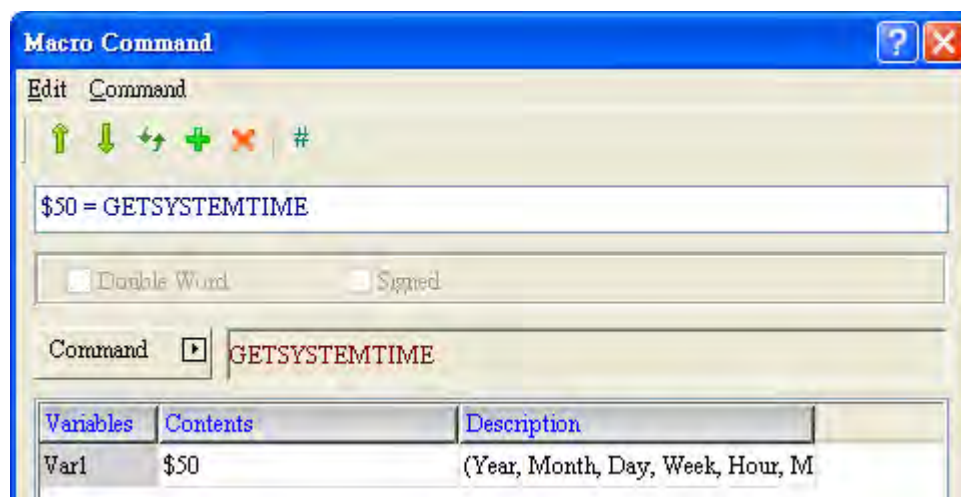 Macro Command
?
Edit Command
#
$50 = GETSYSTEMTIME
Double Word Signed
Command GETSYSTEMTIME
Variables Contents Description
Var1 $50 (Year, Month, Day, Week, Hour, M